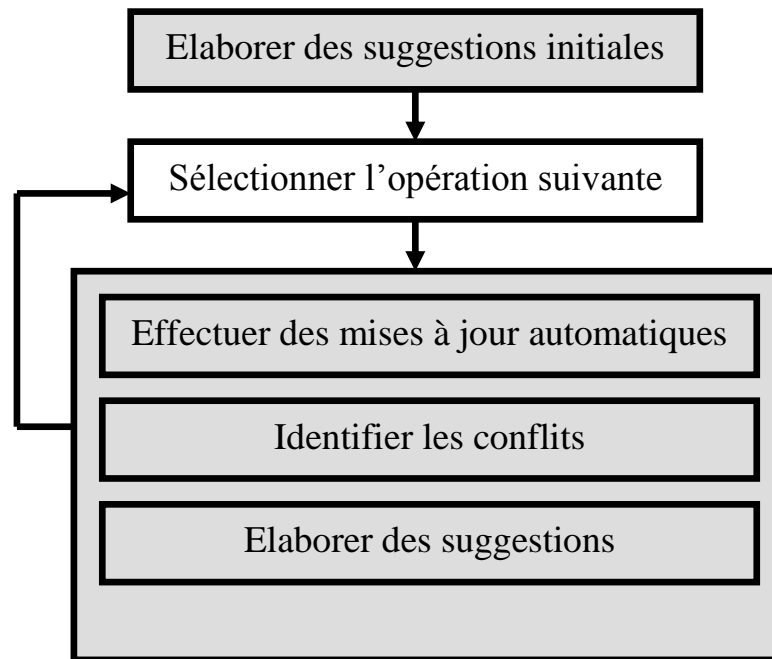 Elaborer des suggestions initiales
Sélectionner l’opération suivante
Effectuer des mises à jour automatiques
Identifier les conflits
Elaborer des suggestions